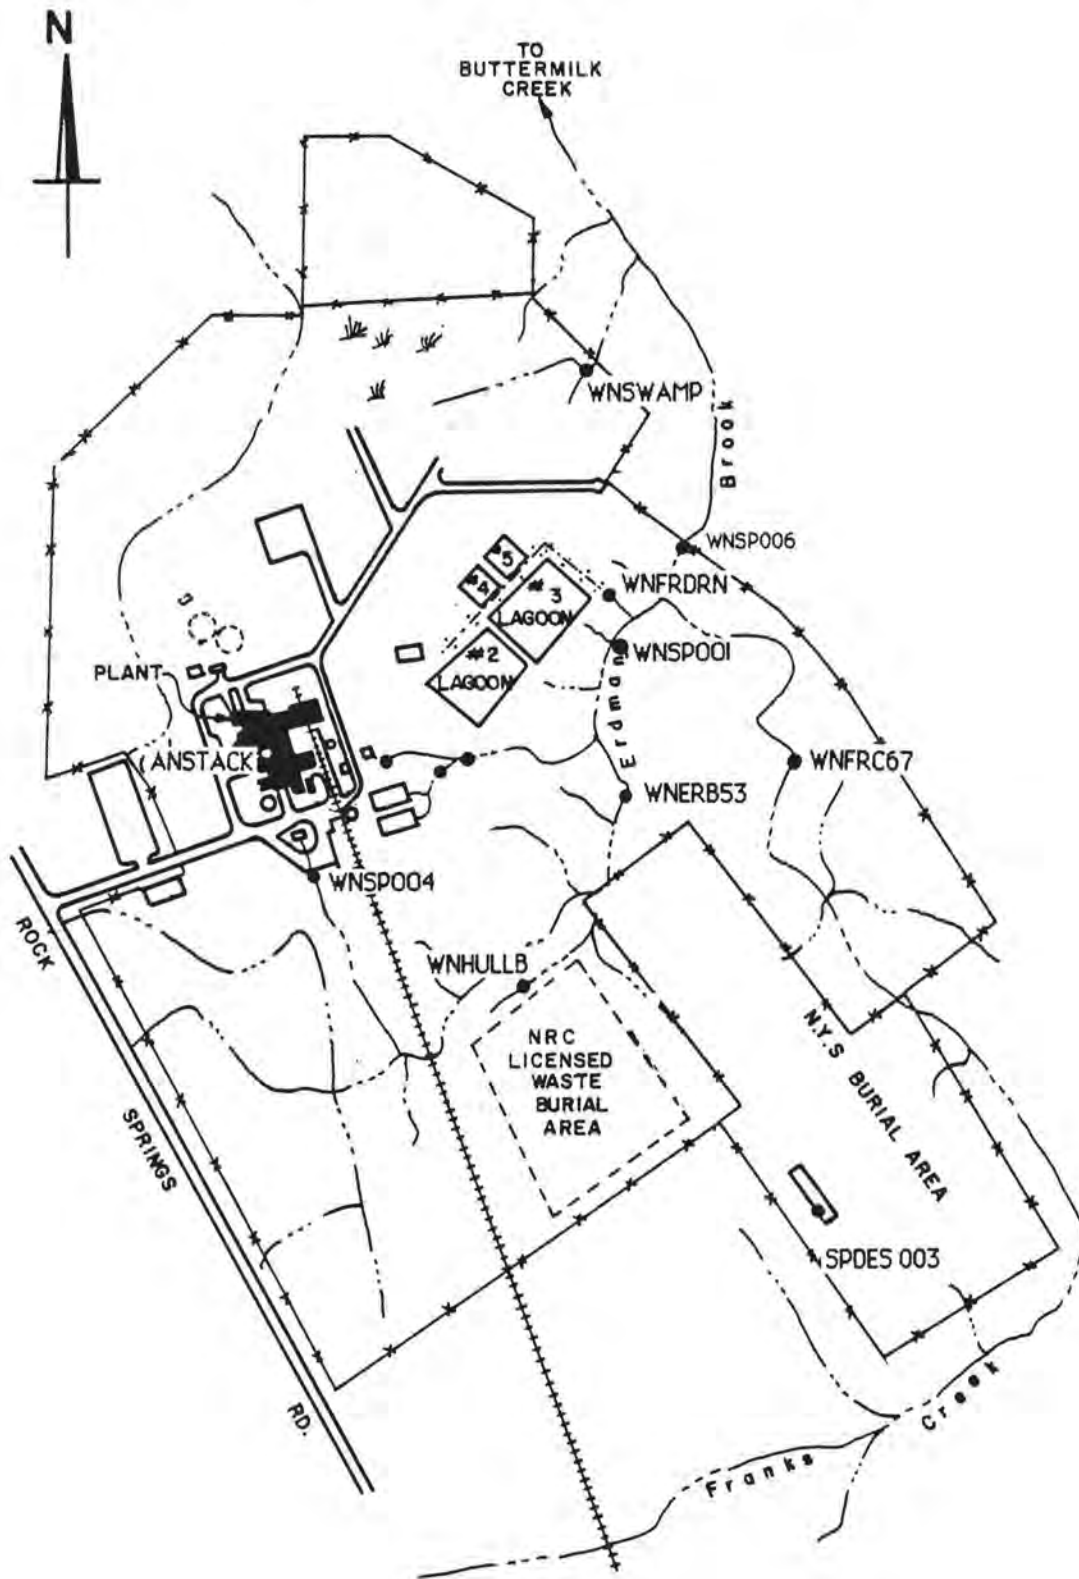 N
TO
BUTTERMILK
CREEK
WNSWAMP
Brook
WNSP006
#5
#4
#3
LAGOON
WNFRDRN
#2
LAGOON
WNSP001
Erdman
PLANT
(ANSTACK)
WNFRC67
WNERB53
WNSP004
ROCK
SPRINGS
RD.
WNHULLB
NRC
LICENSED
WASTE
BURIAL
AREA
N.Y.S BURIAL AREA
SPDES 003
Franks Creek